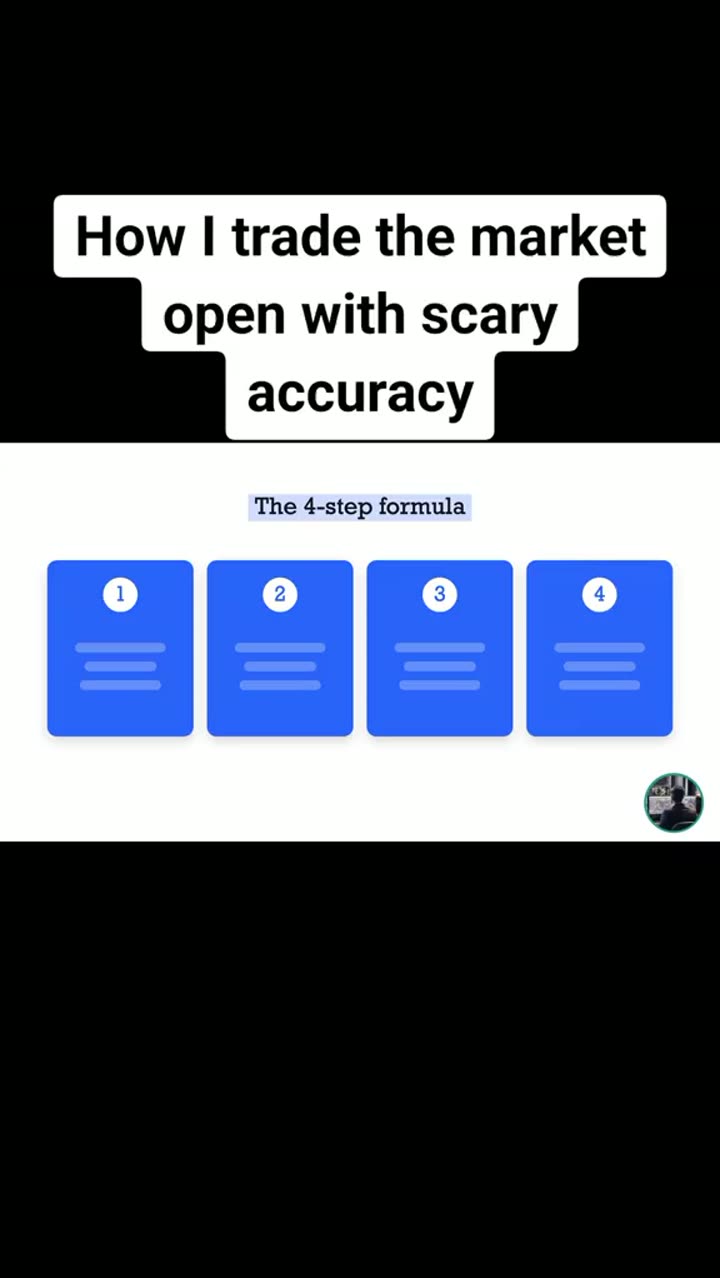 How I trade the market
open with scary
accuracy
The 4-step formula
1 2 3 4